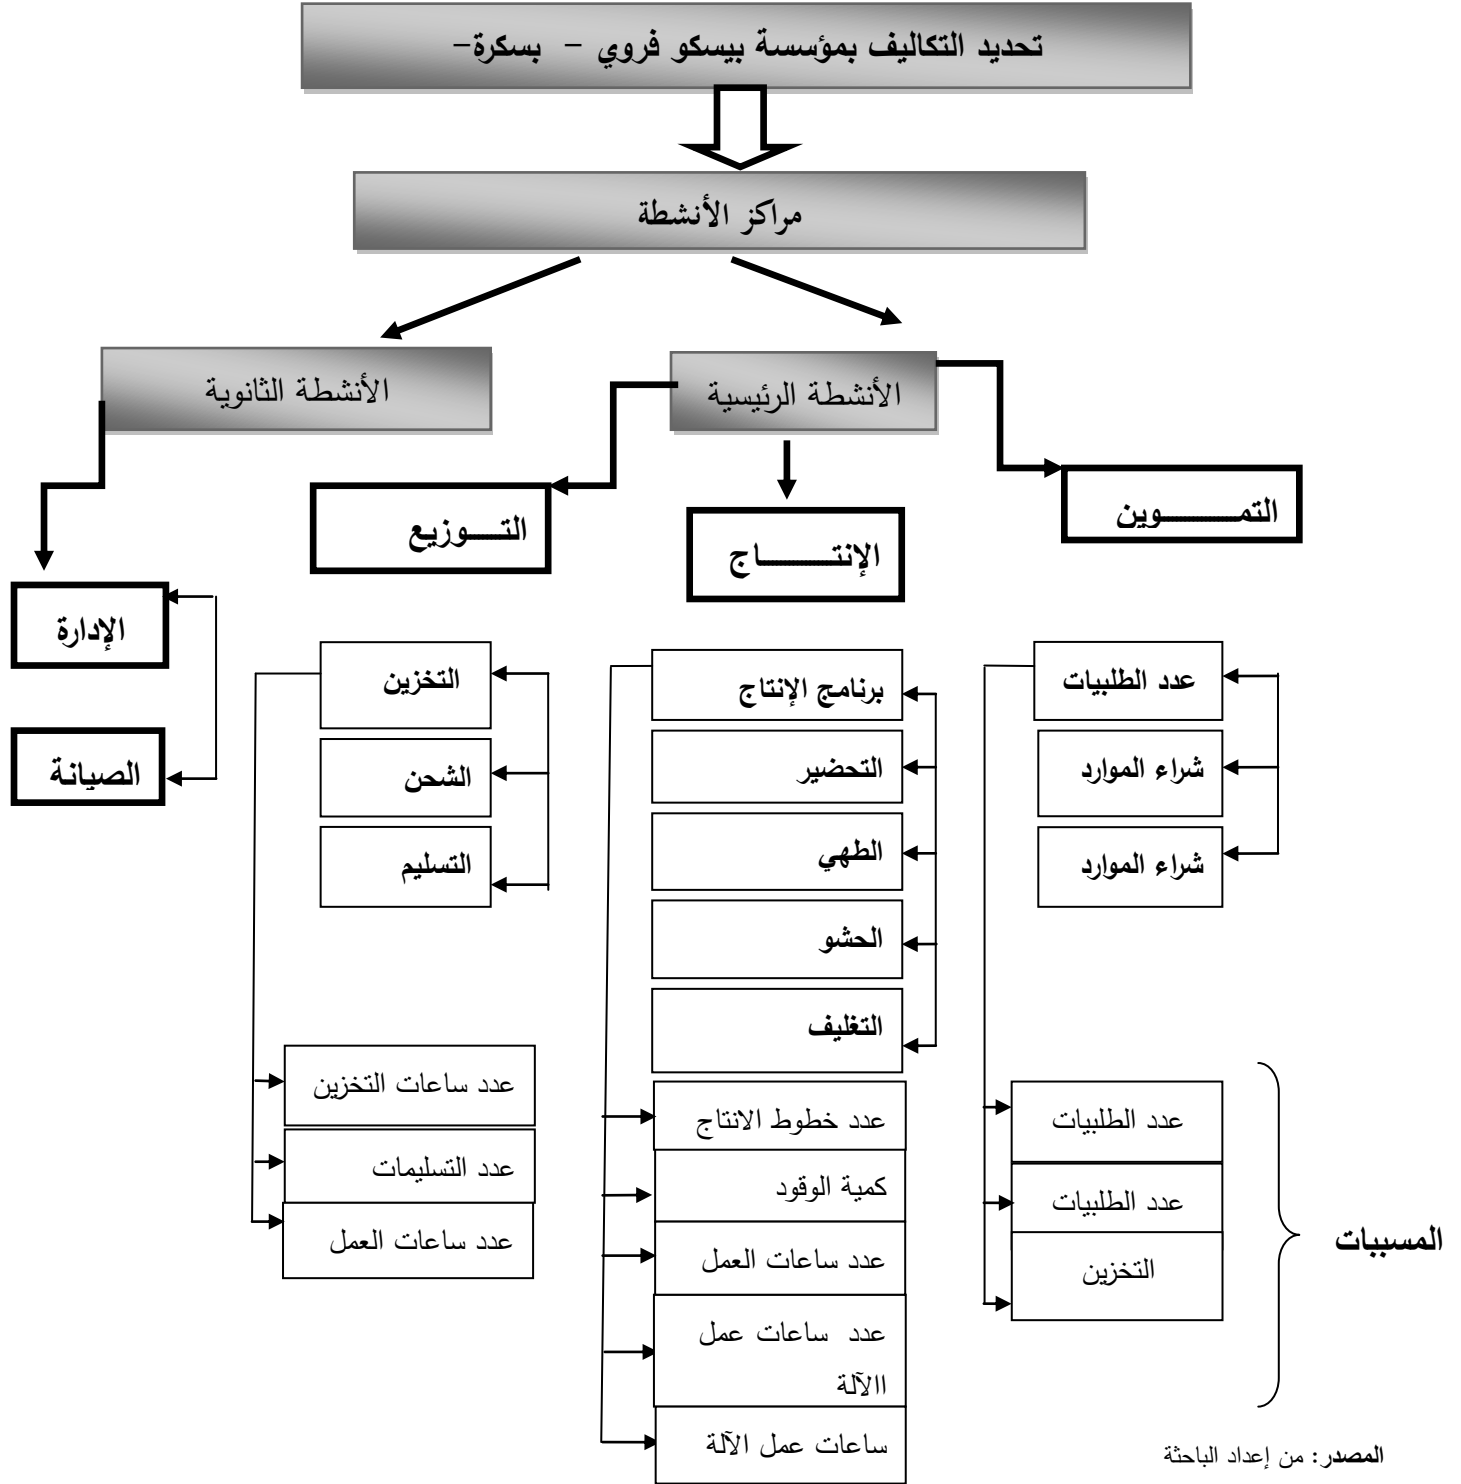 تحديد التكاليف بمؤسسة بيسكو فروي – بسكرة-
مراكز الأنشطة
الأنشطة الرئيسية
الأنشطة الثانوية
التمـــــــوين
الإنتـــــــاج
التـــوزيع
الإدارة
الصيانة
عدد الطلبيات
شراء الموارد
شراء الموارد
برنامج الإنتاج
التحضير
الطهي
الحشو
التغليف
التخزين
الشحن
التسليم
المسببات
عدد الطلبيات
عدد الطلبيات
التخزين
عدد خطوط الانتاج
كمية الوقود
عدد ساعات العمل
عدد ساعات عمل
االآلة
ساعات عمل الآلة
عدد ساعات التخزين
عدد التسليمات
عدد ساعات العمل
المصدر: من إعداد الباحثة